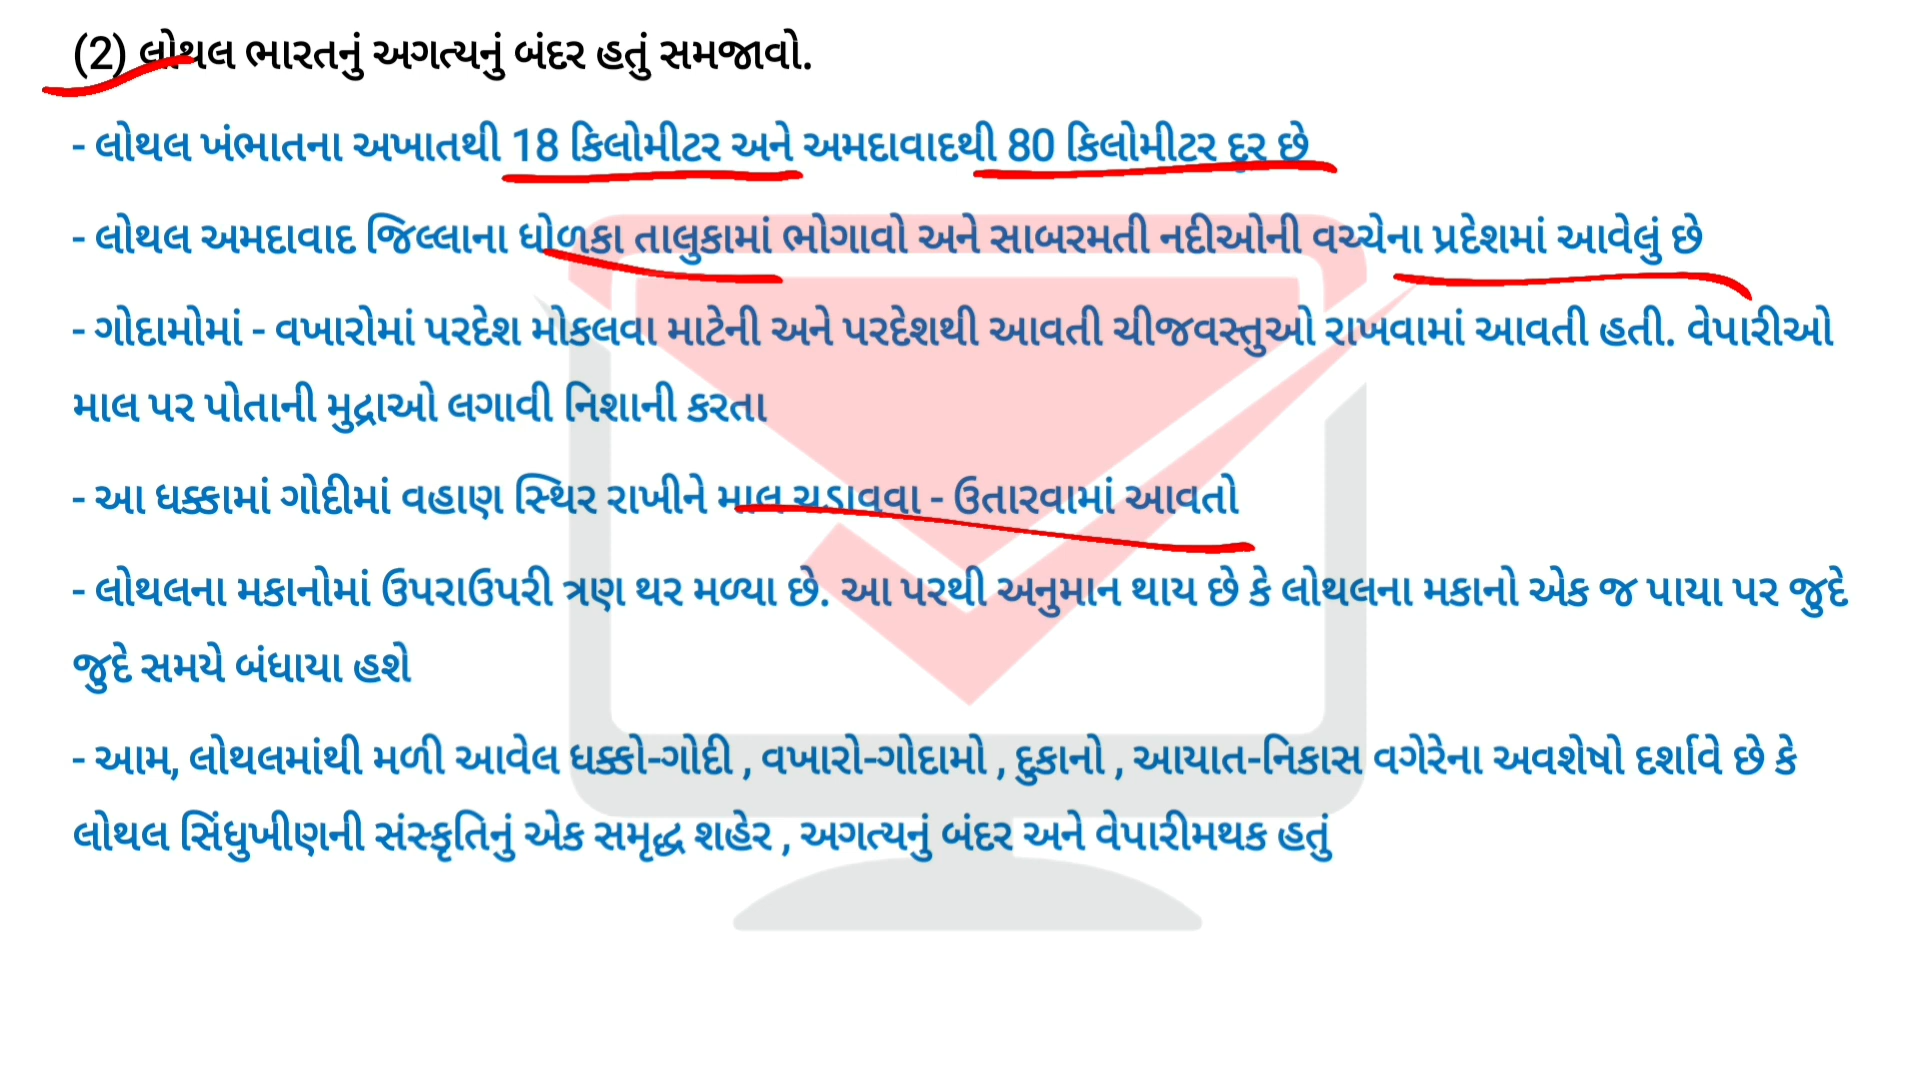 (2) લોથલ ભારતનું અગત્યનું બંદર હતું સમજાવો.
- લોથલ ખંભાતના અખાતથી 18 કિલોમીટર અને અમદાવાદથી 80 કિલોમીટર દુર છે
- લોથલ અમદાવાદ જિલ્લાના ધોળકા તાલુકામાં ભોગાવો અને સાબરમતી નદીઓની વચ્ચેના પ્રદેશમાં આવેલું છે
- ગોદામોમાં - વખારોમાં પરદેશ મોકલવા માટેની અને પરદેશથી આવતી ચીજવસ્તુઓ રાખવામાં આવતી હતી. વેપારીઓ
માલ પર પોતાની મુદ્રાઓ લગાવી નિશાની કરતા
- આ ધક્કામાં ગોદીમાં વહાણ સ્થિર રાખીને માલ ચડાવવા - ઉતારવામાં આવતો
- લોથલના મકાનોમાં ઉપરાઉપરી ત્રણ થર મળ્યા છે. આ પરથી અનુમાન થાય છે કે લોથલના મકાનો એક જ પાયા પર જુદે
જુદે સમયે બંધાયા હશે
- આમ, લોથલમાંથી મળી આવેલ ધક્કો-ગોદી , વખારો-ગોદામો , દુકાનો , આયાત-નિકાસ વગેરેના અવશેષો દર્શાવે છે કે
લોથલ સિંધુખીણની સંસ્કૃતિનું એક સમૃદ્ધ શહેર , અગત્યનું બંદર અને વેપારીમથક હતું